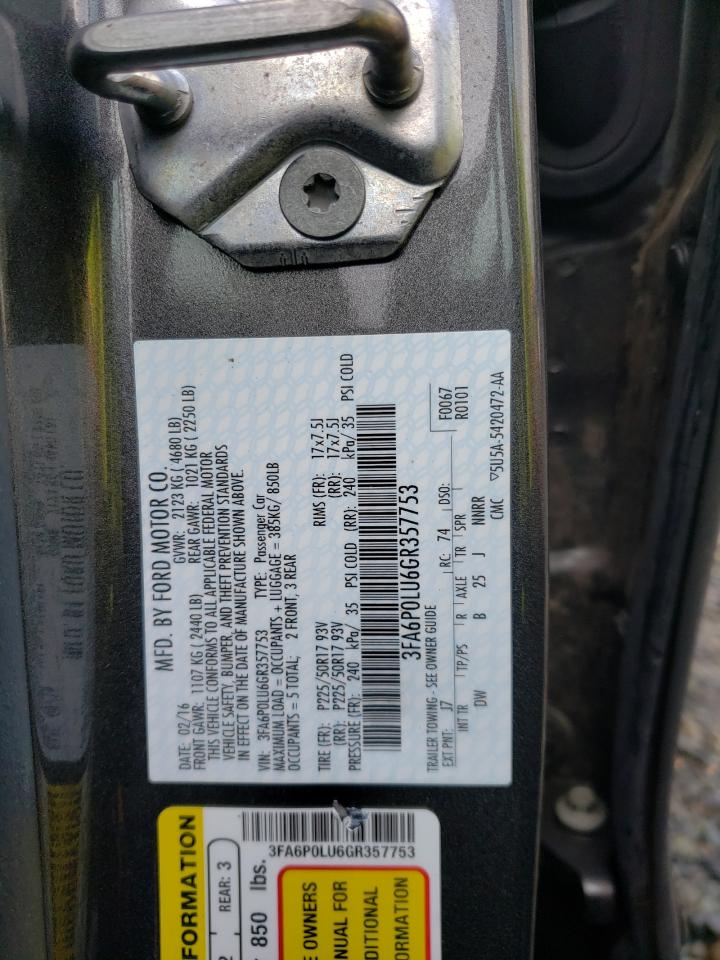 MFD. BY FORD MOTOR CO.
DATE: 02/16 GVWR: 2123 KG ( 4680 LB)
FRONT GAWR: 1107 KG ( 2440 LB) REAR GAWR: 1021 KG ( 2250 LB)
THIS VEHICLE CONFORMS TO ALL APPLICABLE FEDERAL MOTOR
VEHICLE SAFETY, BUMPER, AND THEFT PREVENTION STANDARDS
IN EFFECT ON THE DATE OF MANUFACTURE SHOWN ABOVE.
VIN: 3FA6P0LU6GR357753 TYPE: Passenger Car
MAXIMUM LOAD = OCCUPANTS + LUGGAGE = 385KG/ 850LB
OCCUPANTS = 5 TOTAL; 2 FRONT, 3 REAR
TIRE (FR): P225/50R17 93V RIMS (FR): 17x7.5J
(RR): P225/50R17 93V (RR): 17x7.5J
PRESSURE (FR): 240 kPa/ 35 PSI COLD (RR): 240 kPa/ 35 PSI COLD
3FA6P0LU6GR357753
TRAILER TOWING - SEE OWNER GUIDE F0067
EXT PNT: J7 RC: 74 DSO: R0101
INT TR TP/PS R AXLE TR SPR
DW B 25 J NNRR
CMC ▽5U5A-5420472-AA
3FA6P0LU6GR357753
FORMATION
REAR: 3
850 lbs.
E OWNERS
NUAL FOR
DITIONAL
ORMATION